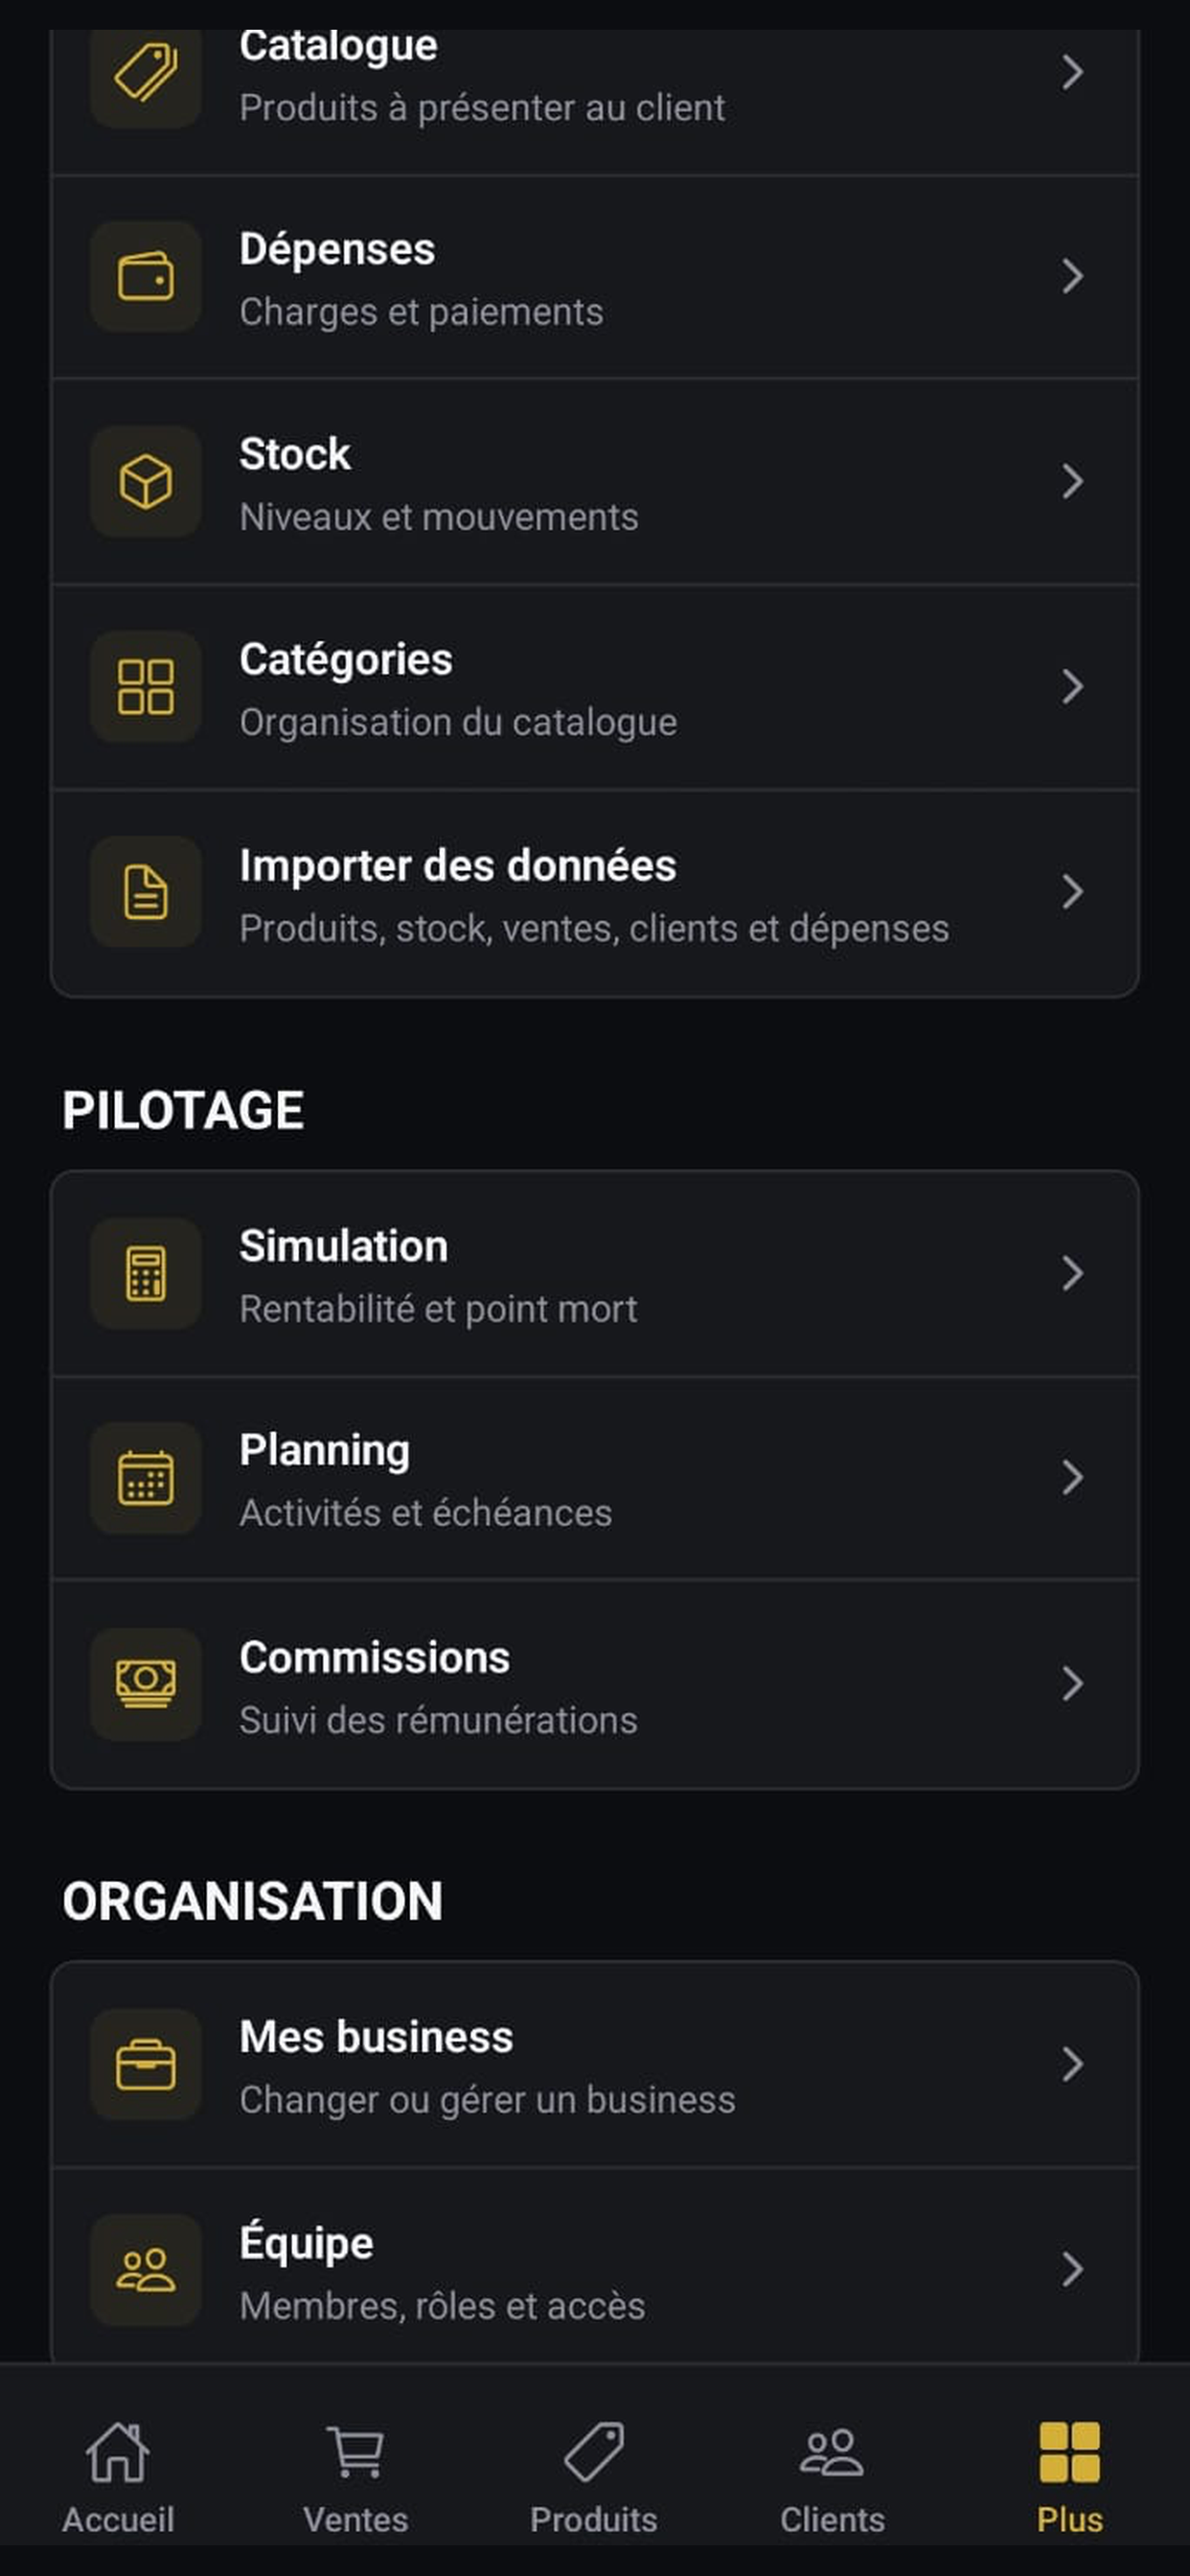 Catalogue
Produits à présenter au client
Dépenses
Charges et paiements
Stock
Niveaux et mouvements
Catégories
Organisation du catalogue
Importer des données
Produits, stock, ventes, clients et dépenses
PILOTAGE
Simulation
Rentabilité et point mort
Planning
Activités et échéances
Commissions
Suivi des rémunérations
ORGANISATION
Mes business
Changer ou gérer un business
Équipe
Membres, rôles et accès
Accueil
Ventes
Produits
Clients
Plus